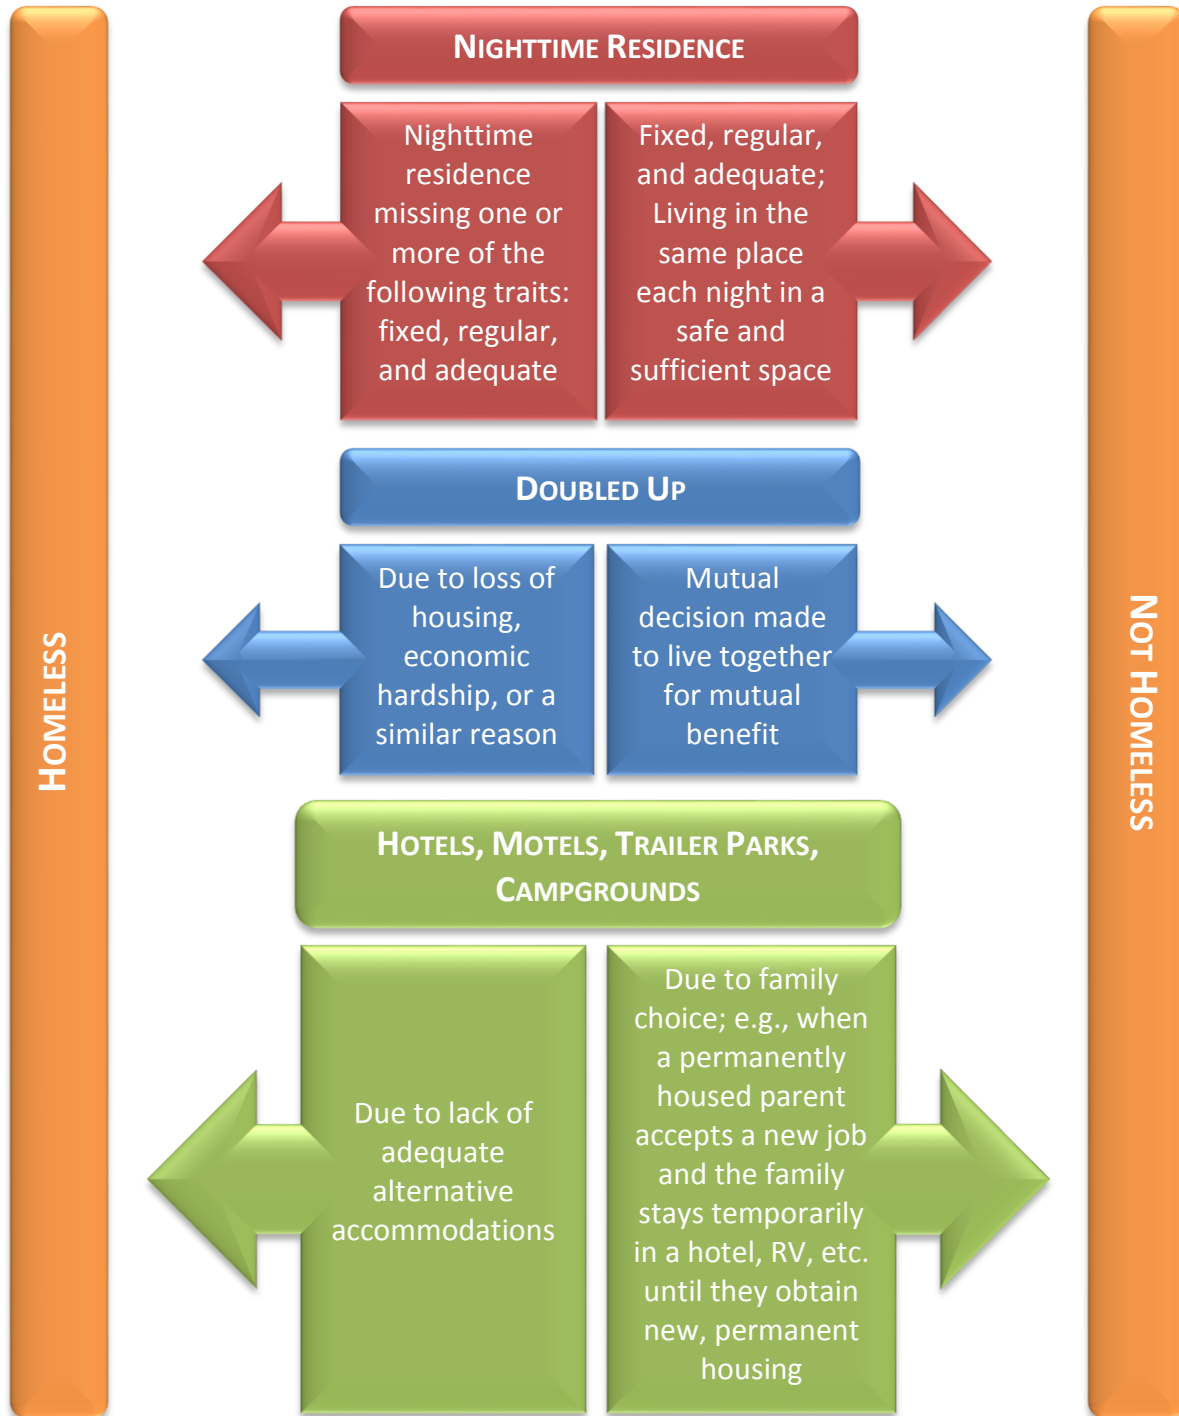 HOMELESS
NIGHTTIME RESIDENCE
Nighttime
residence
missing one or
more of the
following traits:
fixed, regular,
and adequate
Fixed, regular,
and adequate;
Living in the
same place
each night in a
safe and
sufficient space
DOUBLED UP
Due to loss of
housing,
economic
hardship, or a
similar reason
Mutual
decision made
to live together
for mutual
benefit
HOTELS, MOTELS, TRAILER PARKS,
CAMPGROUNDS
Due to lack of
adequate
alternative
accommodations
Due to family
choice; e.g., when
a permanently
housed parent
accepts a new job
and the family
stays temporarily
in a hotel, RV, etc.
until they obtain
new, permanent
housing
NOT HOMELESS